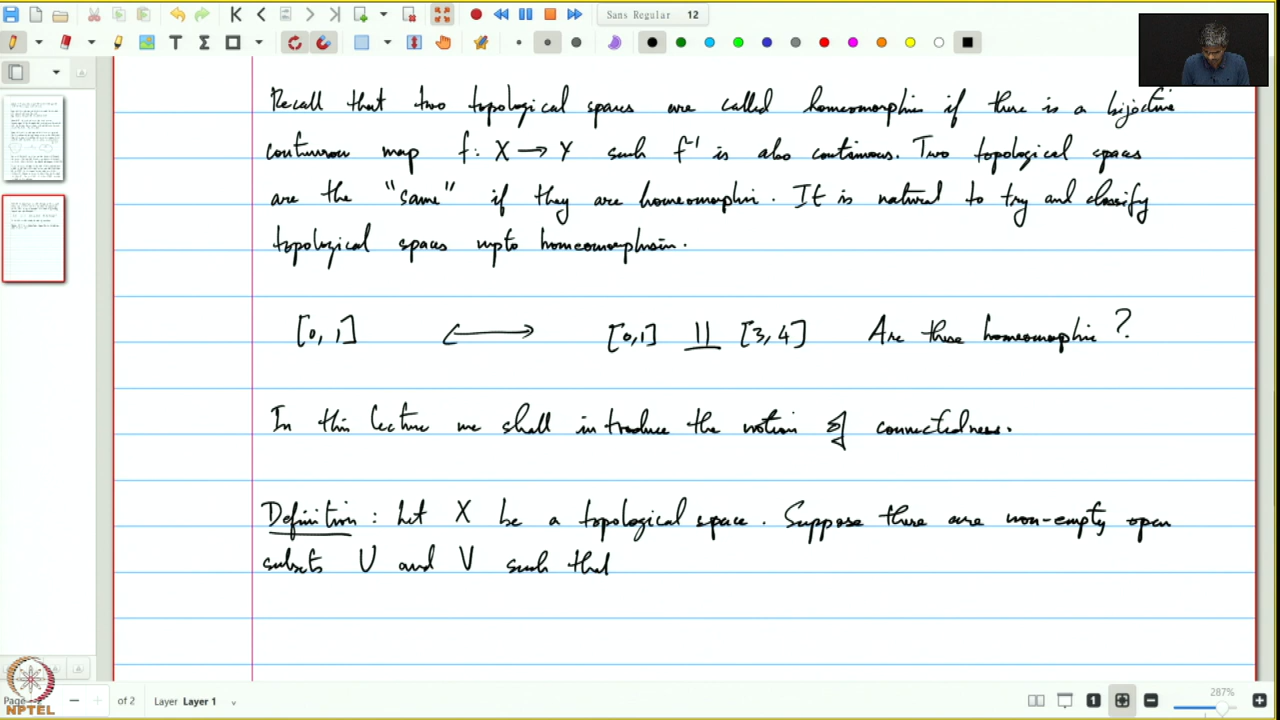 Sans Regular 12
Recall that two topological spaces are called homeomorphic if there is a bijective
continuous map f: X → Y such f⁻¹ is also continuous. Two topological spaces
are the "same" if they are homeomorphic. It is natural to try and classify
topological spaces upto homeomorphism.
[0, 1] ⟷ [0,1] ∐ [3, 4] Are these homeomorphic?
In this lecture we shall introduce the notion of connectedness.
Definition: Let X be a topological space. Suppose there are non-empty open
subsets U and V such that
NPTEL
of 2 Layer Layer 1
287%